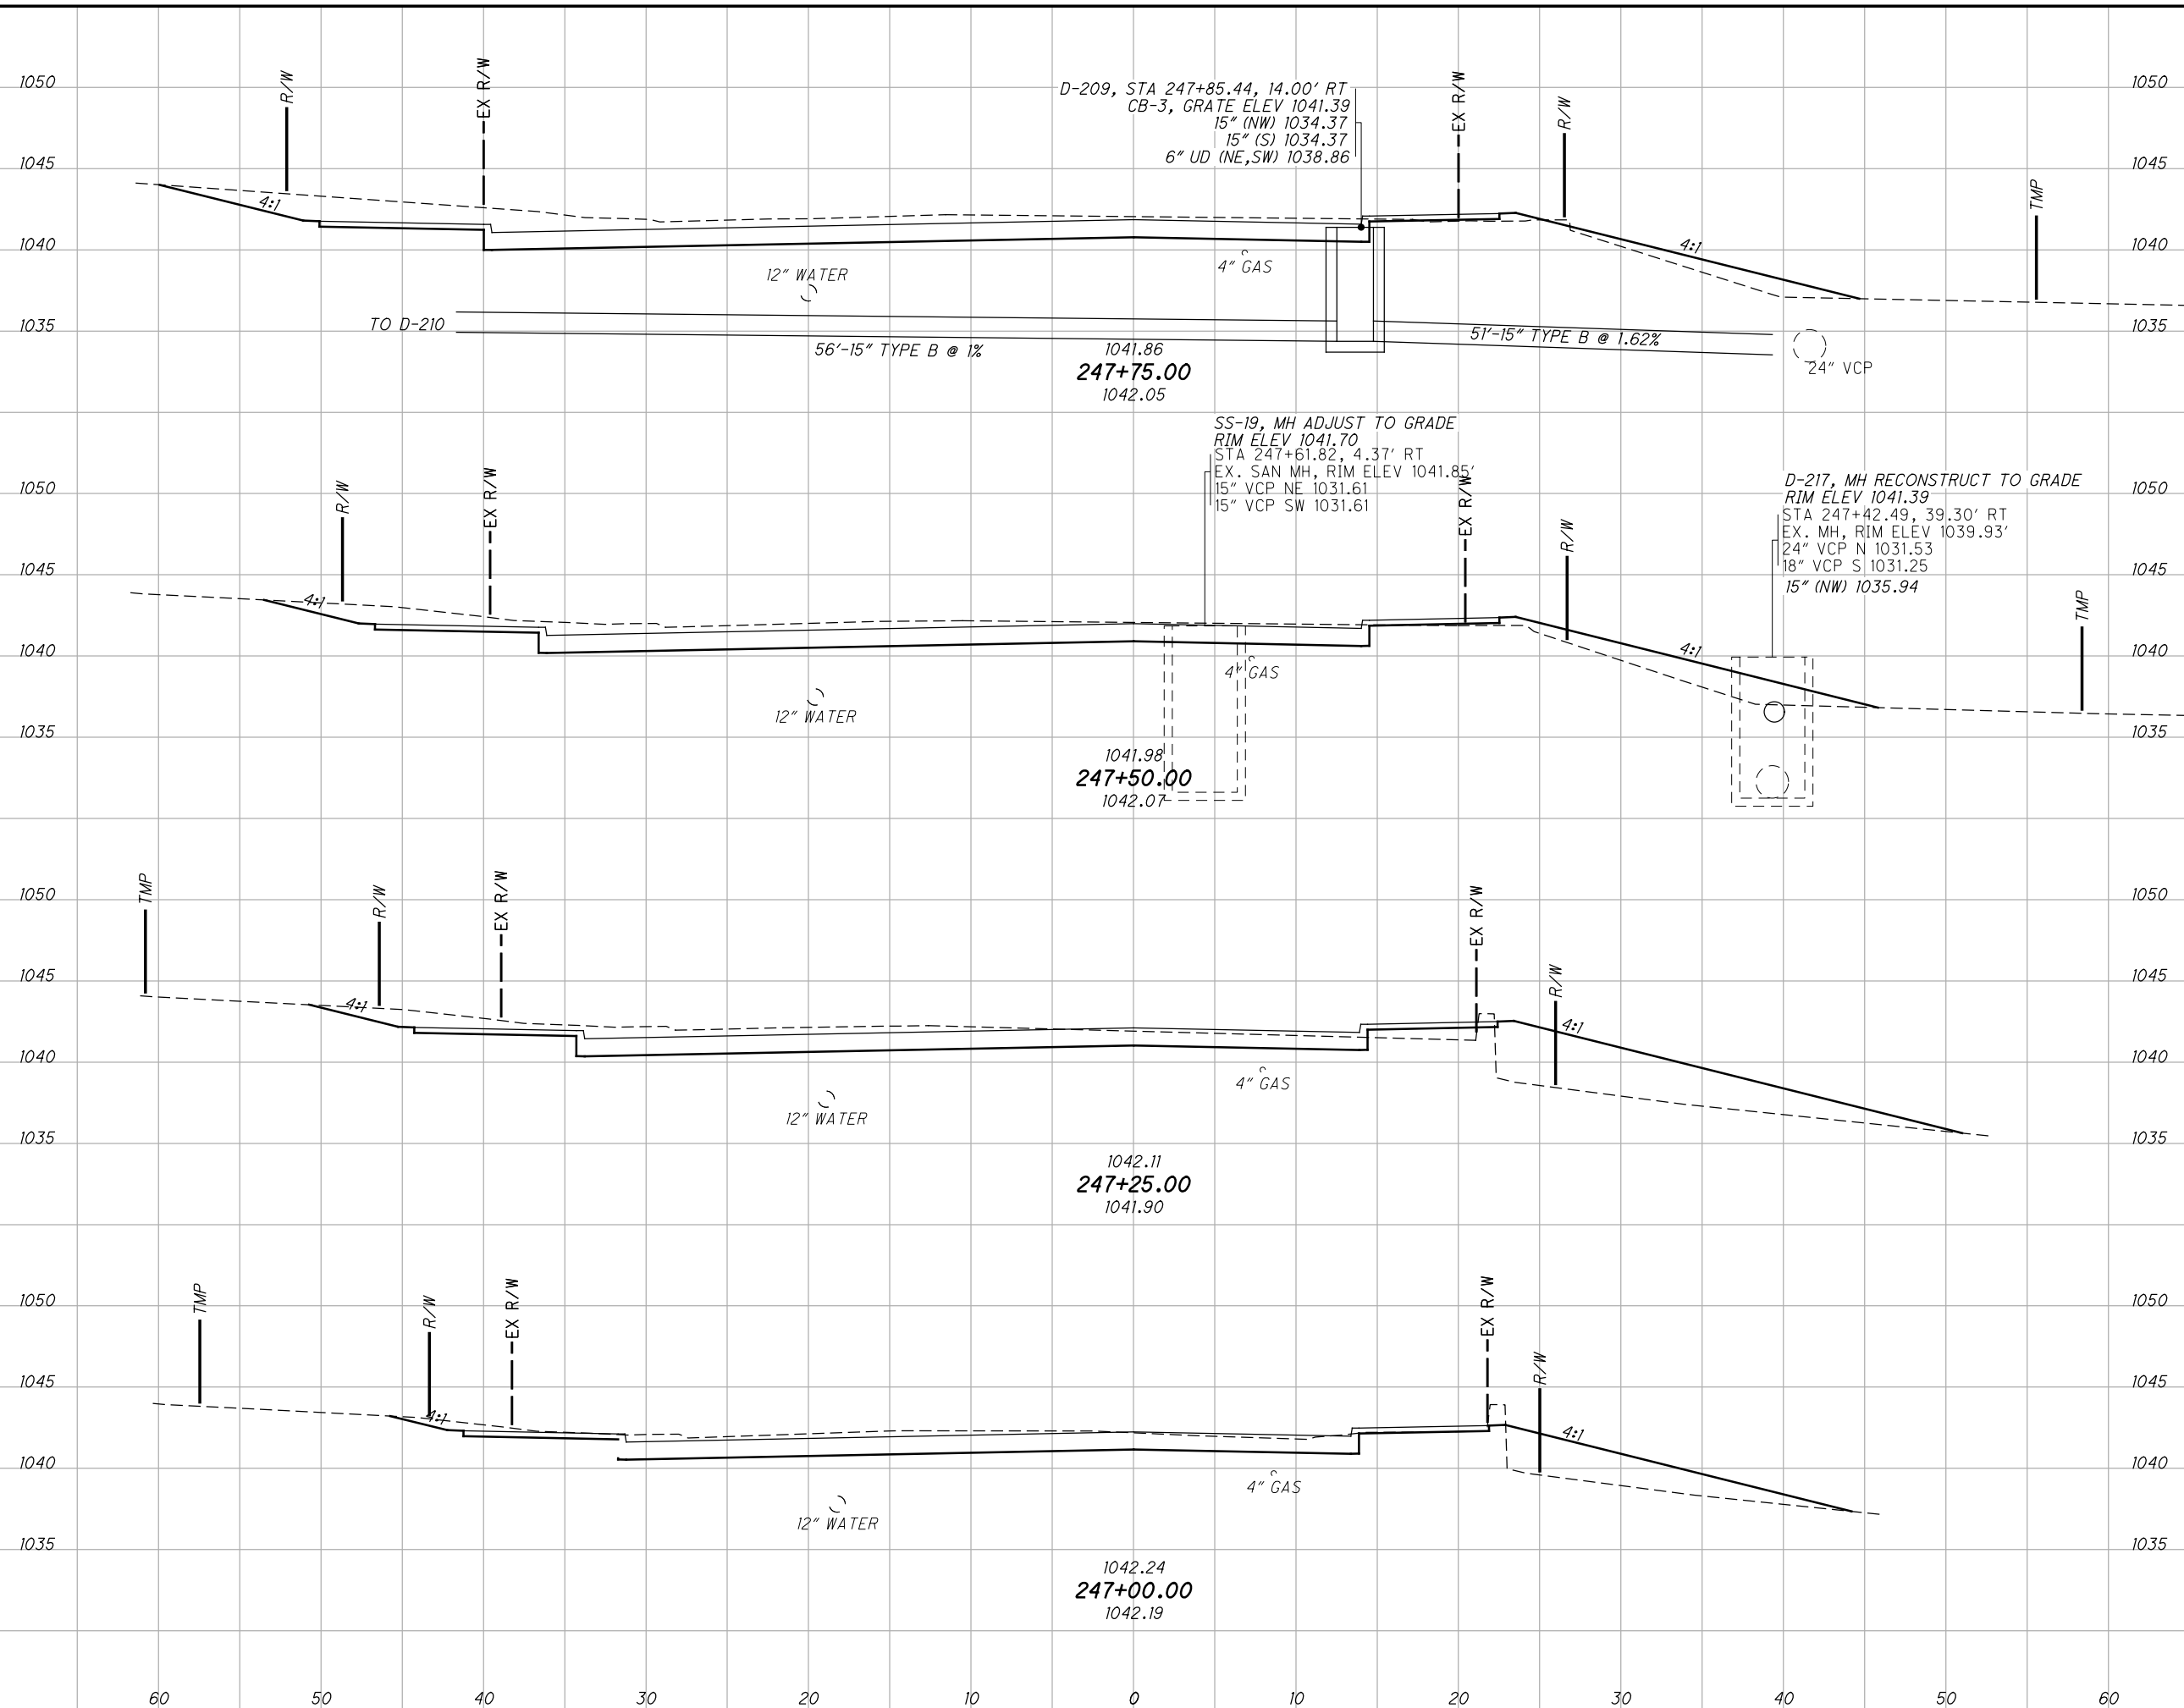 R/W
EX R/W
D-209, STA 247+85.44, 14.00' RT
CB-3, GRATE ELEV 1041.39
15" (NW) 1034.37
15" (S) 1034.37
6" UD (NE,SW) 1038.86
EX R/W
R/W
TMP
1050 1050
1045 1045
1040 1040
1035 1035
4:1
4:1
12" WATER
4" GAS
TO D-210
56'-15" TYPE B @ 1%
51'-15" TYPE B @ 1.62%
24" VCP
1041.86
247+75.00
1042.05
SS-19, MH ADJUST TO GRADE
RIM ELEV 1041.70
STA 247+61.82, 4.37' RT
EX. SAN MH, RIM ELEV 1041.85'
15" VCP NE 1031.61
15" VCP SW 1031.61
D-217, MH RECONSTRUCT TO GRADE
RIM ELEV 1041.39
STA 247+42.49, 39.30' RT
EX. MH, RIM ELEV 1039.93'
24" VCP N 1031.53
18" VCP S 1031.25
15" (NW) 1035.94
R/W
EX R/W
EX R/W
R/W
TMP
1050 1050
1045 1045
1040 1040
1035 1035
4:1
4:1
12" WATER
4" GAS
1041.98
247+50.00
1042.07
TMP
R/W
EX R/W
EX R/W
R/W
1050 1050
1045 1045
1040 1040
1035 1035
4:1
4:1
12" WATER
4" GAS
1042.11
247+25.00
1041.90
TMP
R/W
EX R/W
EX R/W
R/W
1050 1050
1045 1045
1040 1040
1035 1035
4:1
4:1
12" WATER
4" GAS
1042.24
247+00.00
1042.19
60 50 40 30 20 10 0 10 20 30 40 50 60